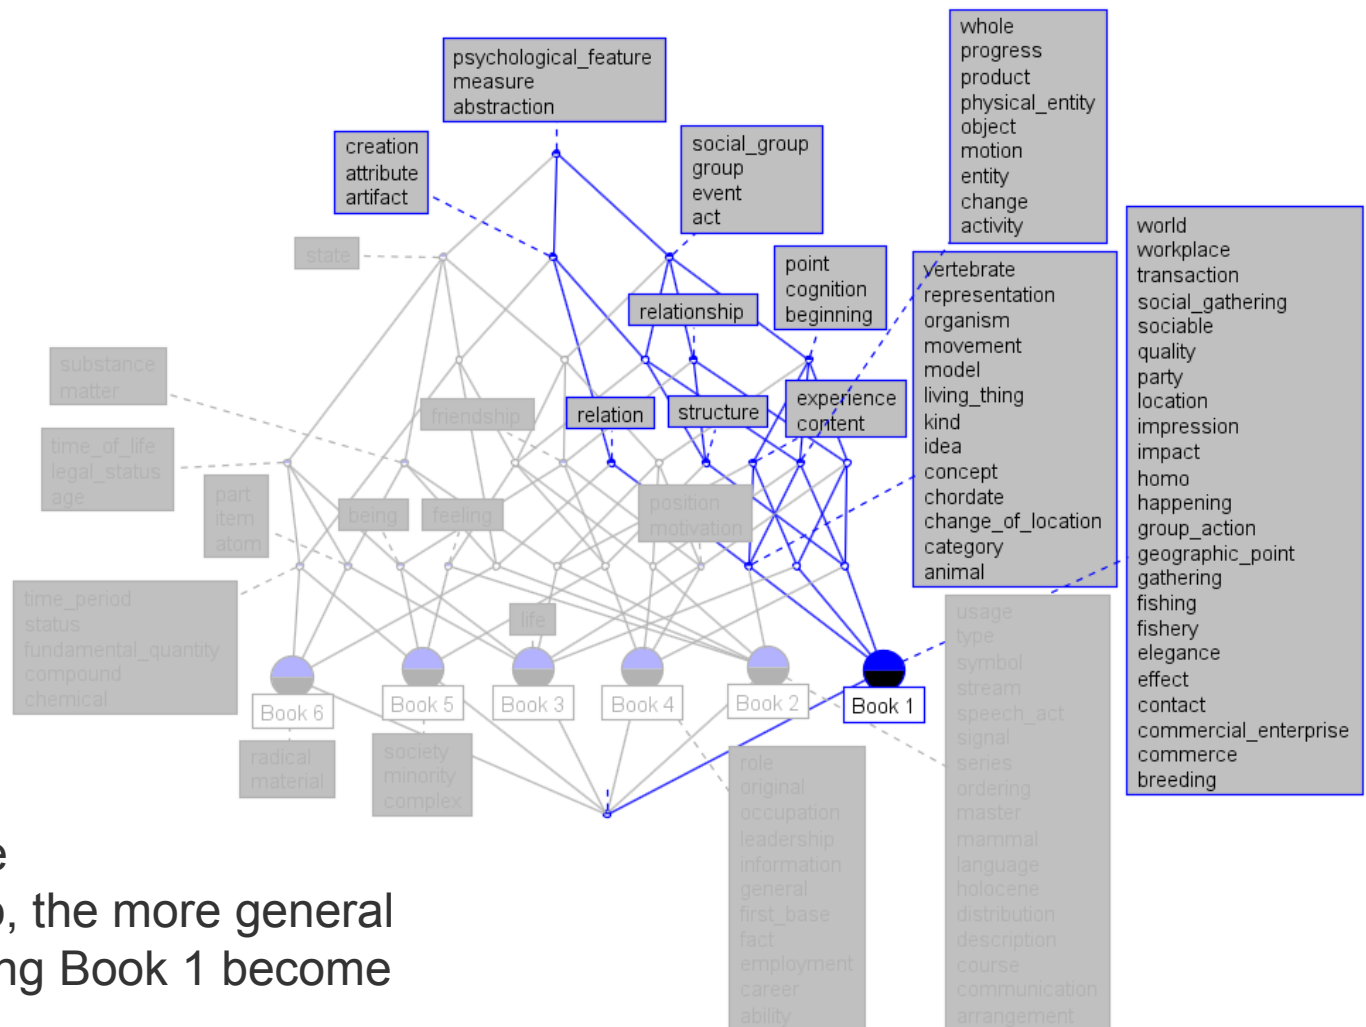 psychological_feature
measure
abstraction
creation
attribute
artifact
social_group
group
event
act
whole
progress
product
physical_entity
object
motion
entity
change
activity
state
relationship
point
cognition
beginning
vertebrate
representation
organism
movement
model
living_thing
kind
idea
concept
chordate
change_of_location
category
animal
world
workplace
transaction
social_gathering
sociable
quality
party
location
impression
impact
homo
happening
group_action
geographic_point
gathering
fishing
fishery
elegance
effect
contact
commercial_enterprise
commerce
breeding
substance
matter
friendship
relation
structure
experience
content
time_of_life
legal_status
age
part
item
atom
being
feeling
position
motivation
time_period
status
fundamental_quantity
compound
chemical
life
Book 6
Book 5
Book 3
Book 4
Book 2
Book 1
radical
material
society
minority
complex
role
original
occupation
leadership
information
general
first_base
fact
employment
career
ability
usage
type
symbol
stream
speech_act
signal
series
ordering
master
mammal
language
holocene
distribution
description
course
communication
arrangement
e
, the more general
ng Book 1 become